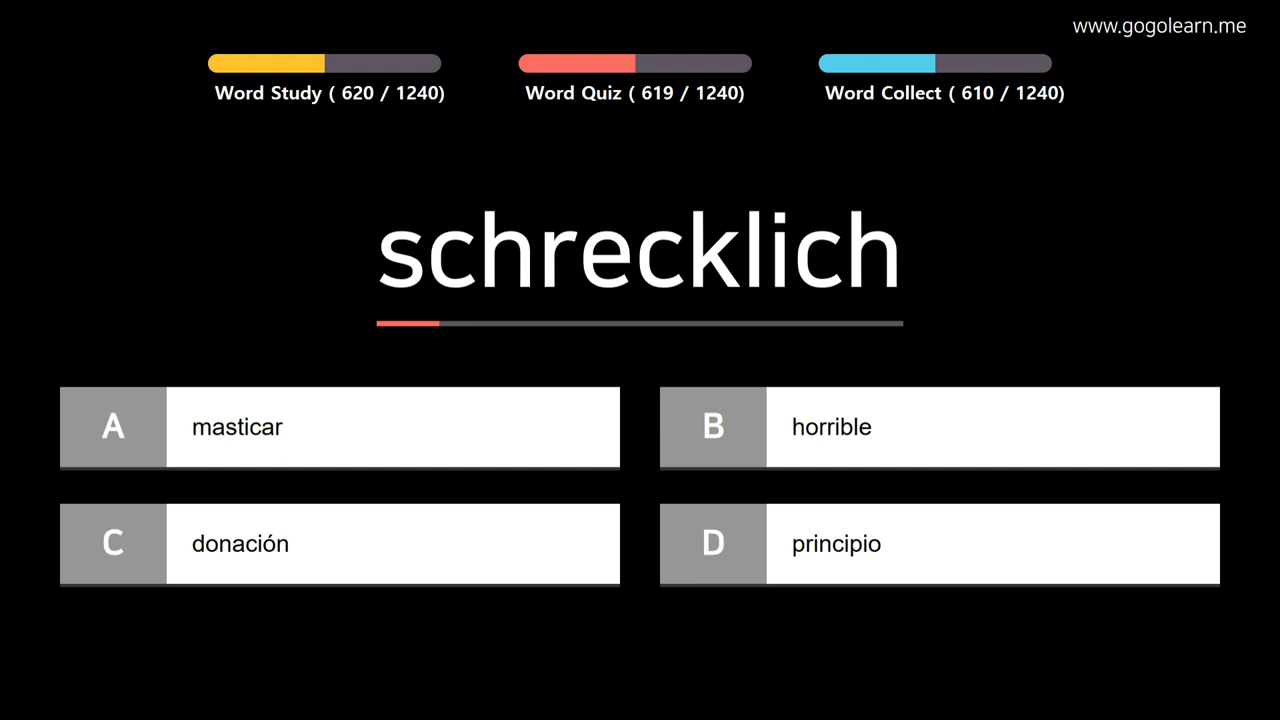 www.gogolearn.me
Word Study ( 620 / 1240)
Word Quiz ( 619 / 1240)
Word Collect ( 610 / 1240)
schrecklich
A masticar
B horrible
C donación
D principio